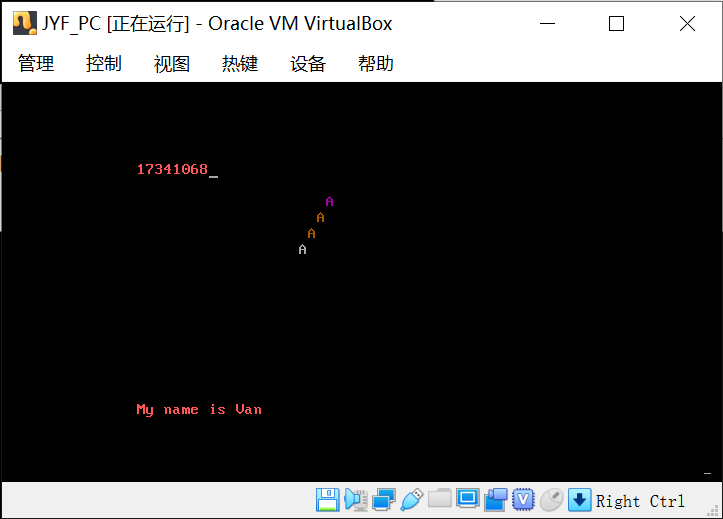 JYF_PC [正在运行] - Oracle VM VirtualBox
管理 控制 视图 热键 设备 帮助
17341068_
A
A
A
A
My name is Van
Right Ctrl